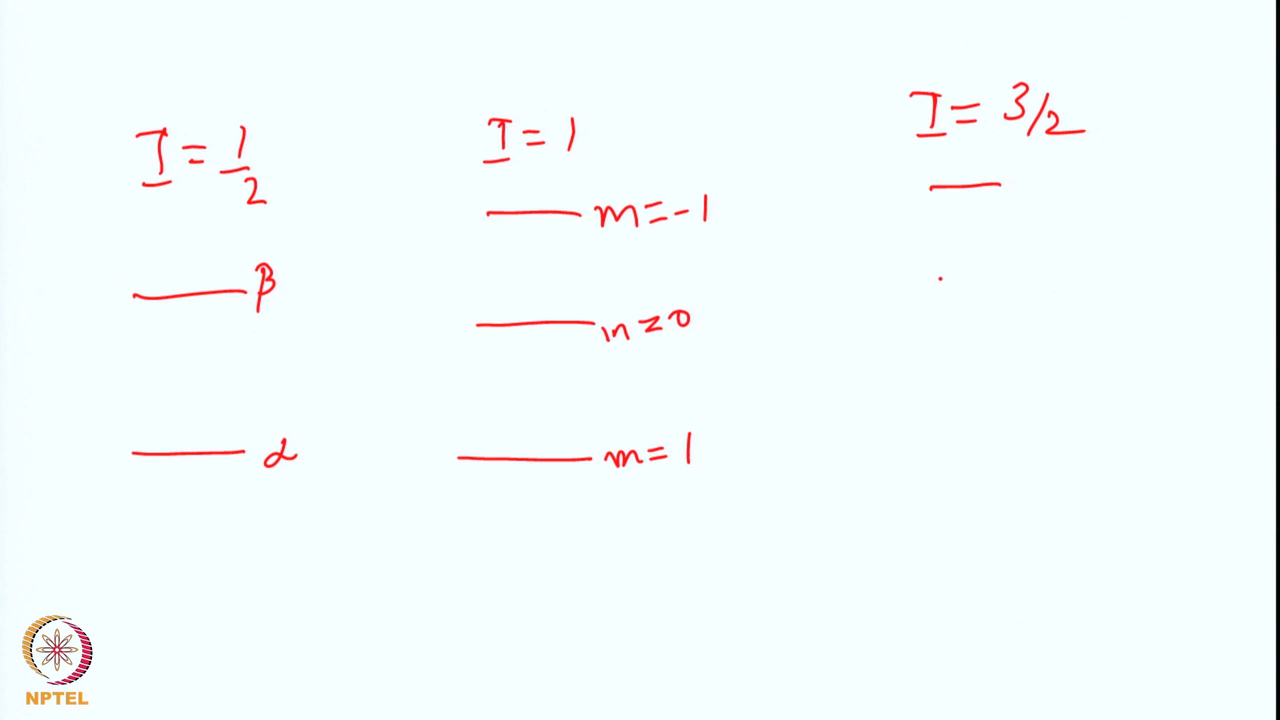 I = 1/2
β
α
I = 1
m = -1
m = 0
m = 1
I = 3/2
NPTEL